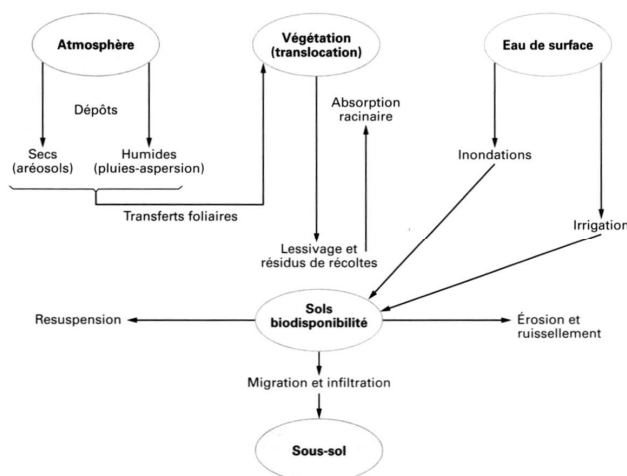 Atmosphère
Végétation
(translocation)
Eau de surface
Dépôts
Absorption
racinaire
Secs
(aréosols)
Humides
(pluies-aspersion)
Inondations
Transferts foliaires
Irrigation
Lessivage et
résidus de récoltes
Resuspension
Sols
biodisponibilité
Érosion et
ruissellement
Migration et infiltration
Sous-sol